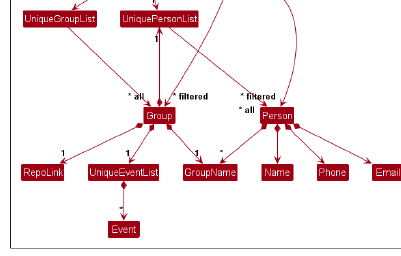 UniqueGroupList
UniquePersonList
1
* all
* filtered
* filtered
* all
Group
Person
1
1
1
*
RepoLink
UniqueEventList
GroupName
Name
Phone
Email
*
Event